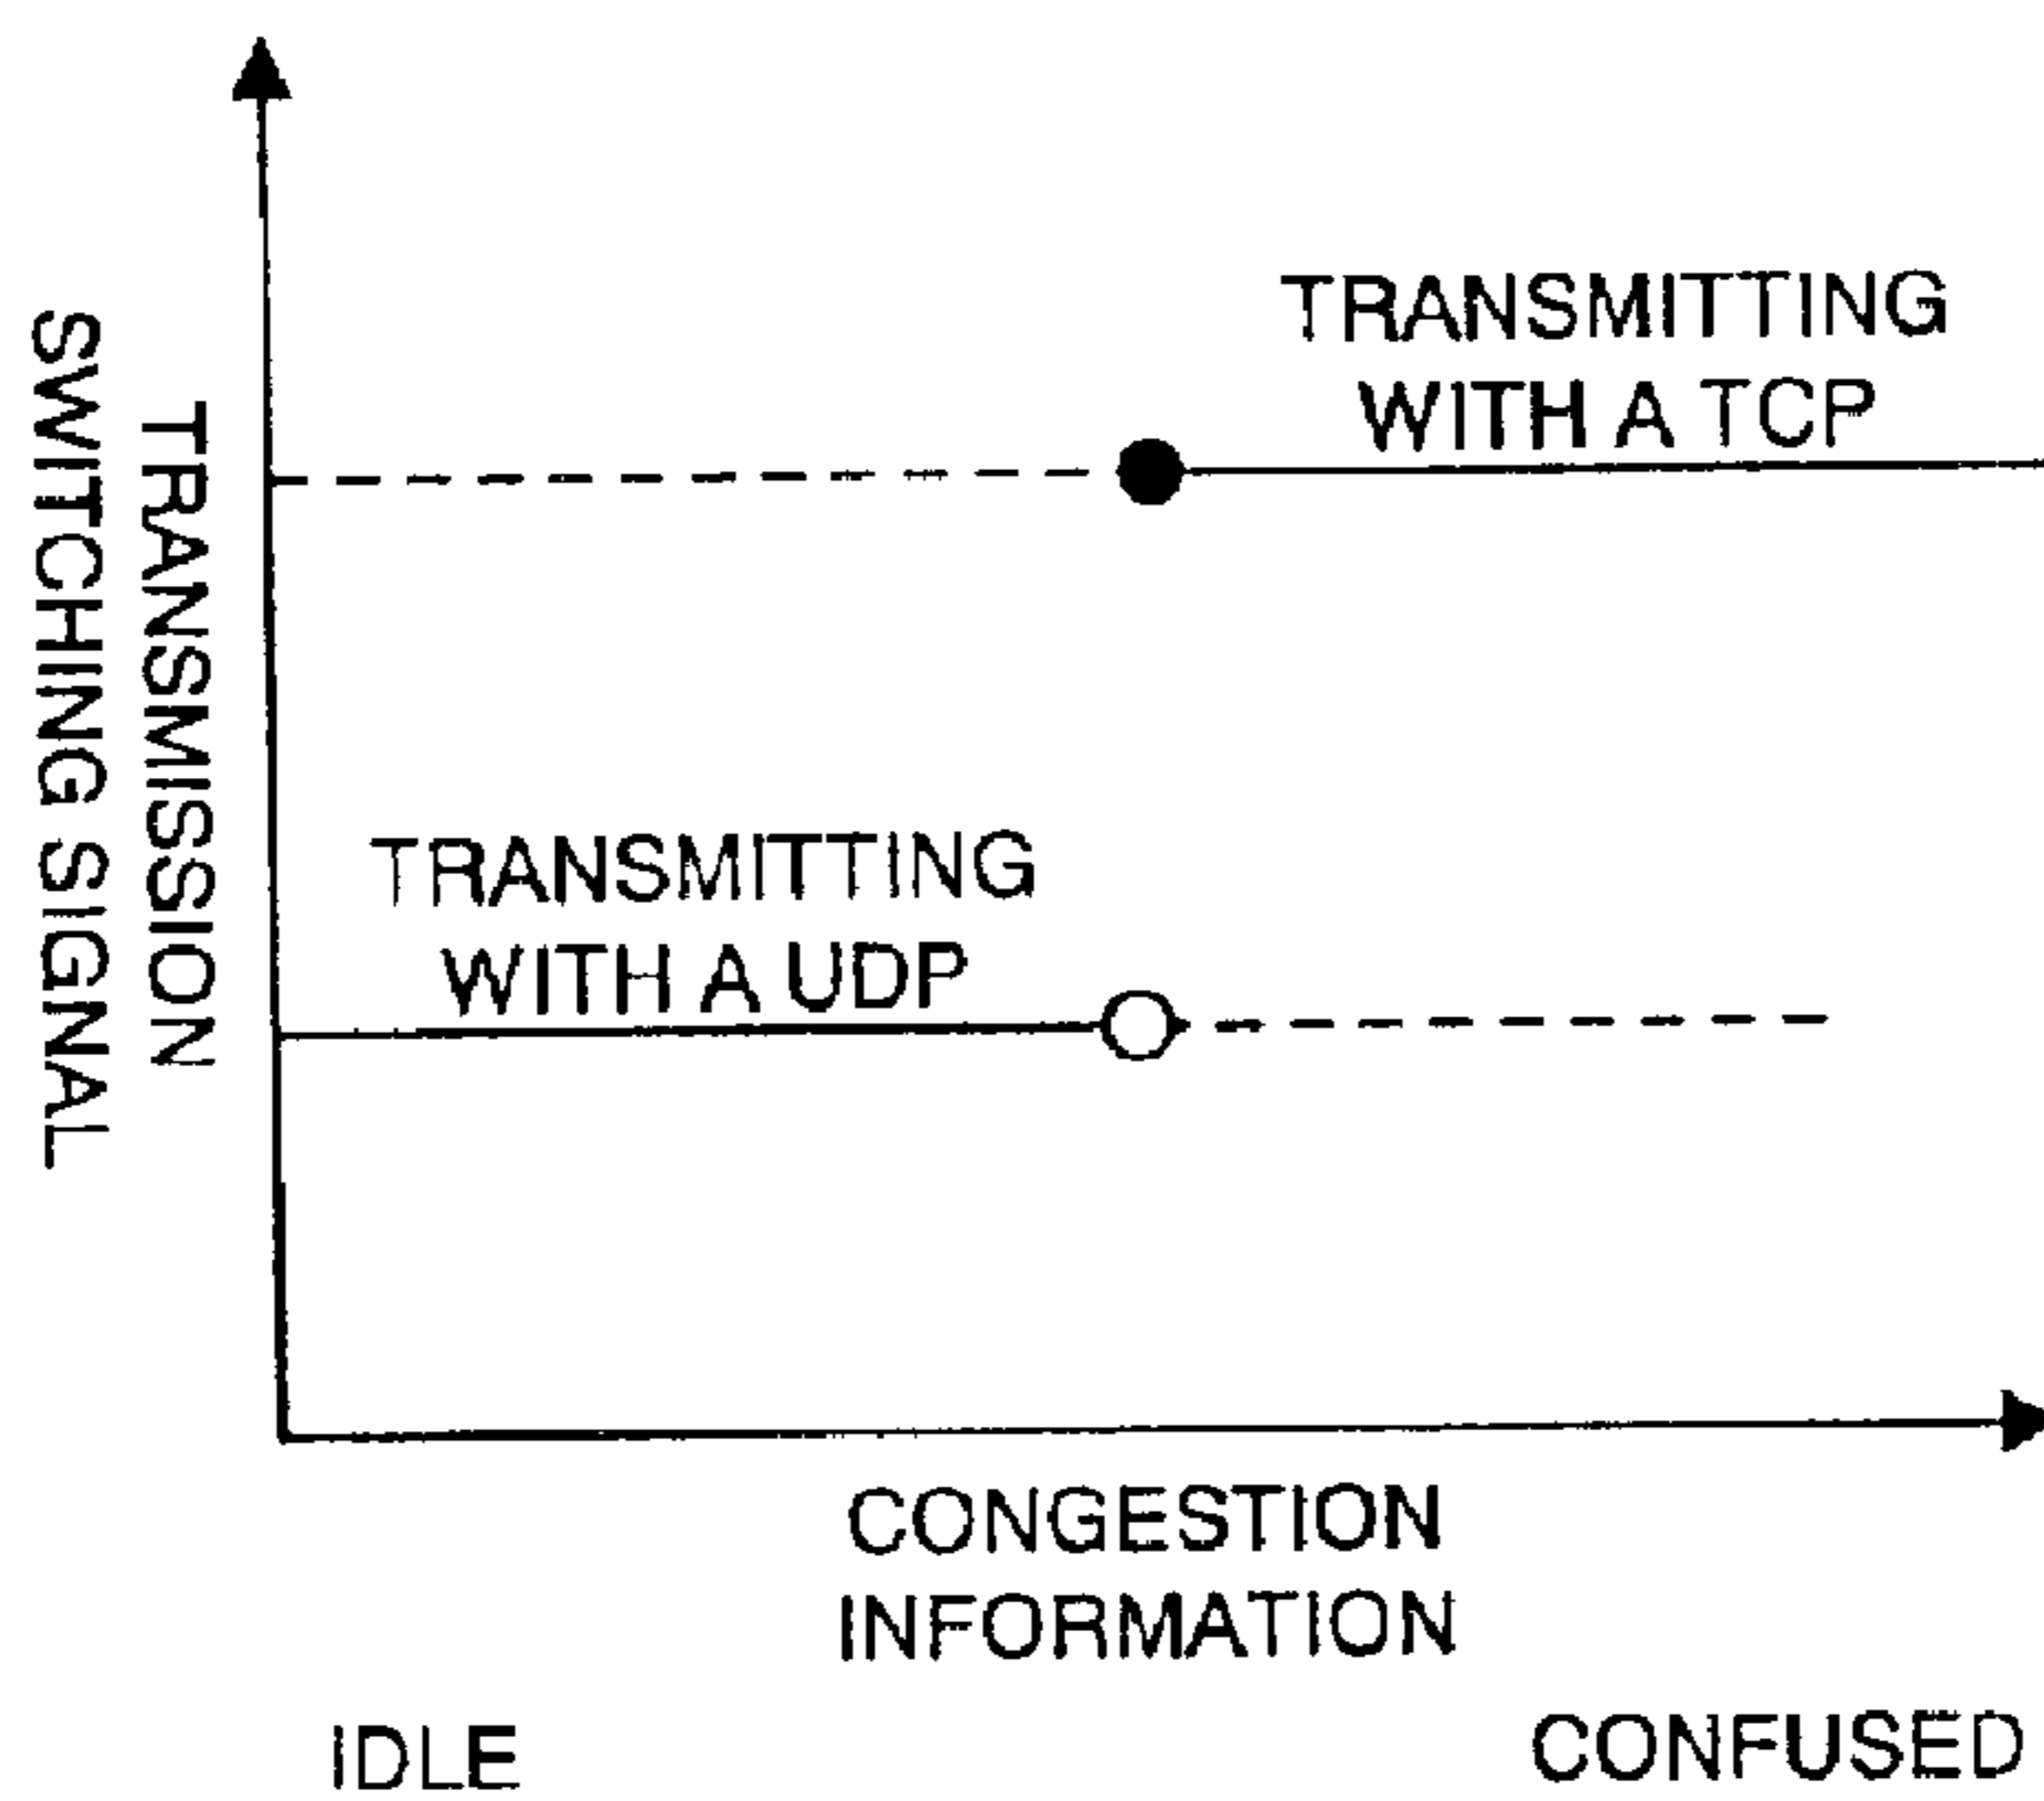 TRANSMISSION
SWITCHING SIGNAL
TRANSMITTING
WITH A TCP
TRANSMITTING
WITH A UDP
CONGESTION
INFORMATION
IDLE
CONFUSED